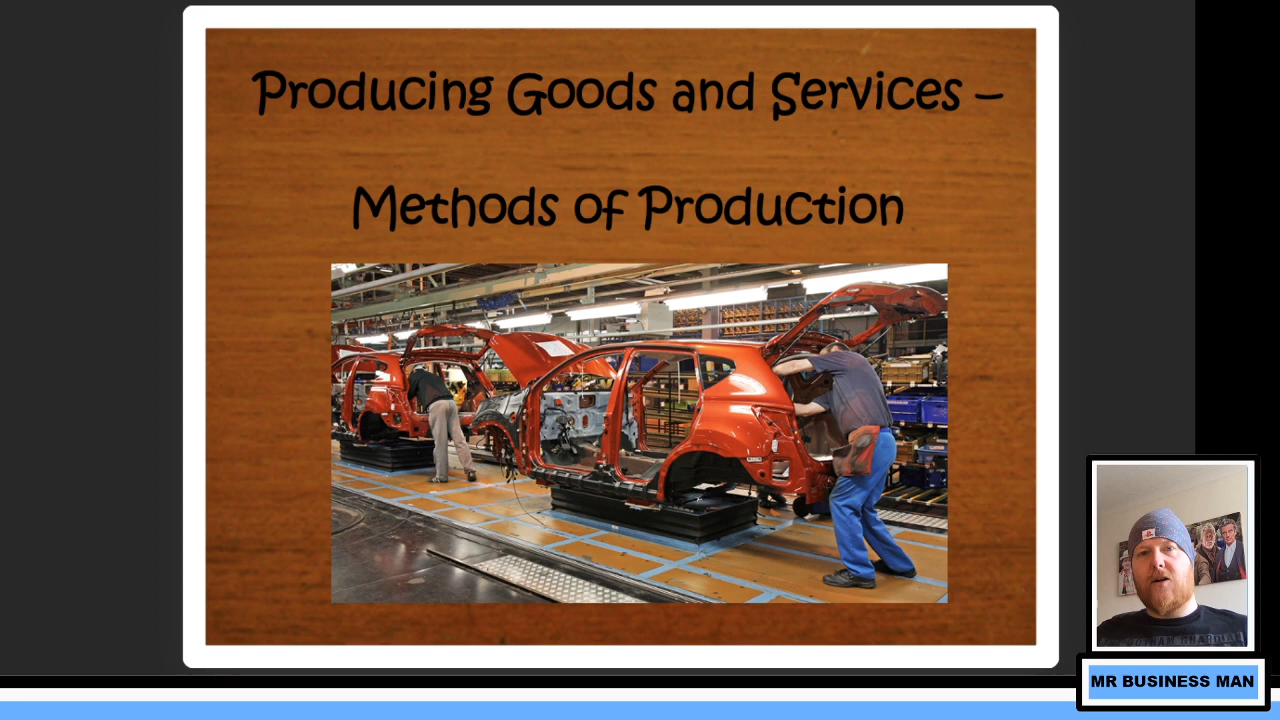 Producing Goods and Services –
Methods of Production
MR BUSINESS MAN